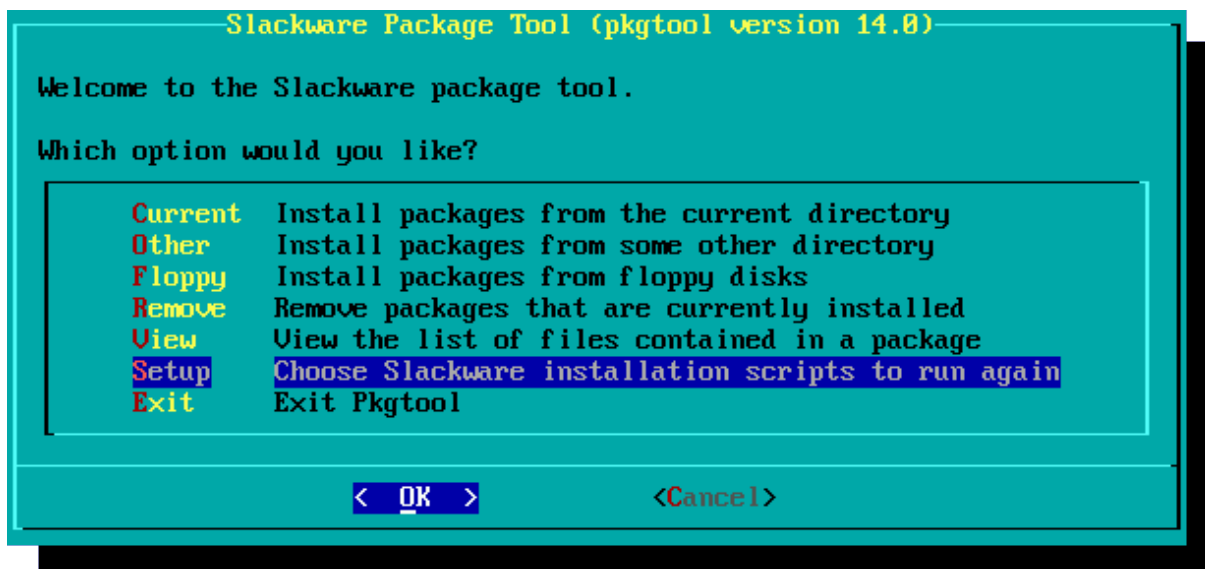 Slackware Package Tool (pkgtool version 14.0)
Welcome to the Slackware package tool.
Which option would you like?
Current Install packages from the current directory
Other Install packages from some other directory
Floppy Install packages from floppy disks
Remove Remove packages that are currently installed
View View the list of files contained in a package
Setup Choose Slackware installation scripts to run again
Exit Exit Pkgtool
< OK > <Cancel>